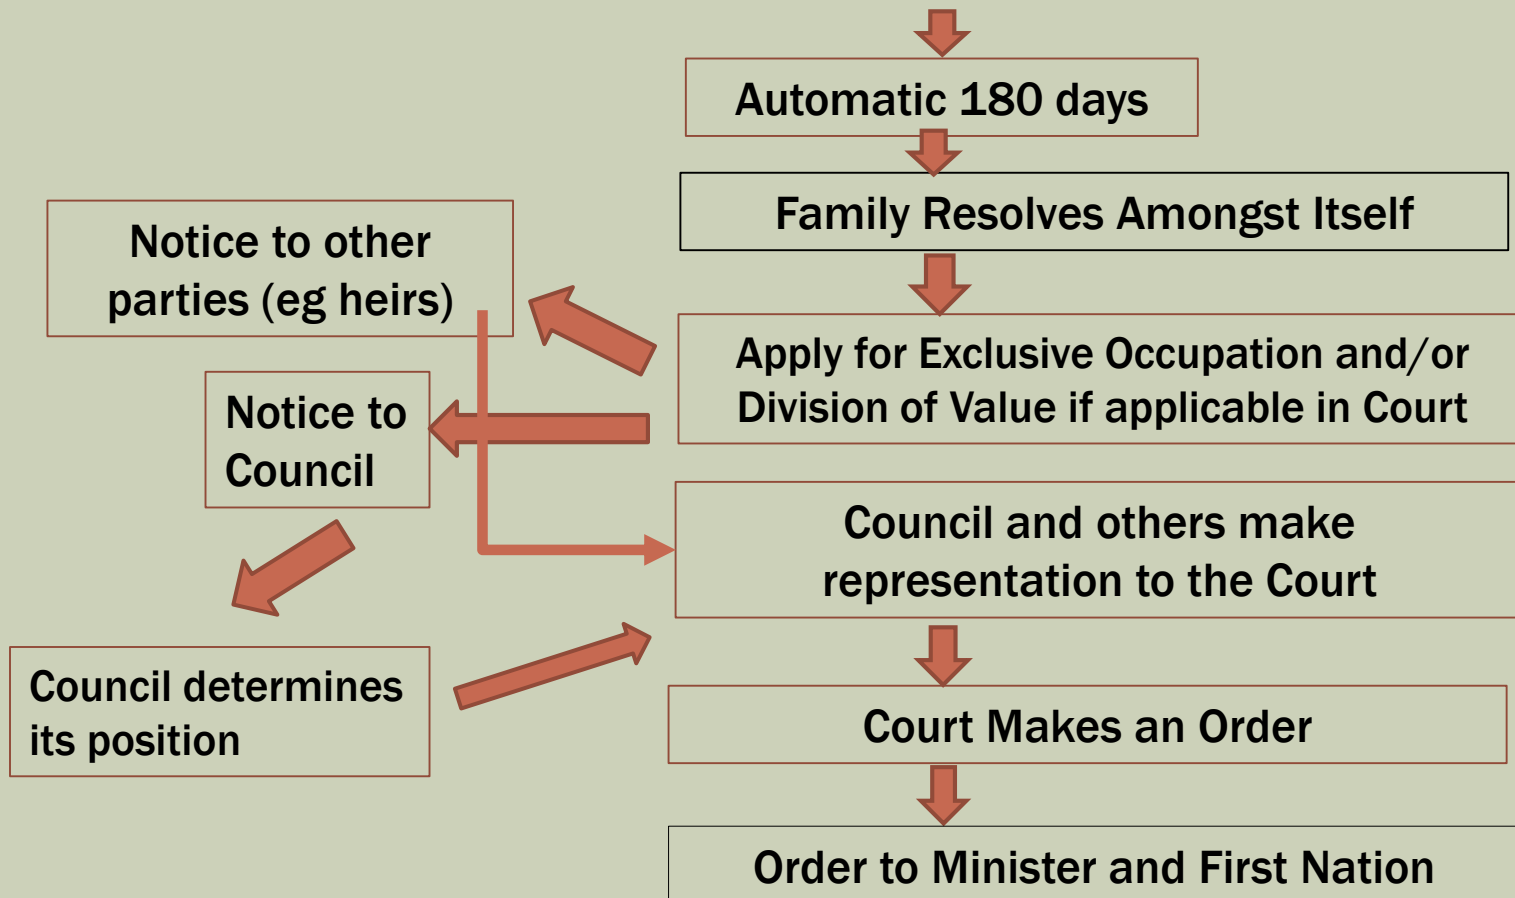 Automatic 180 days
Family Resolves Amongst Itself
Notice to other
parties (eg heirs)
Apply for Exclusive Occupation and/or
Division of Value if applicable in Court
Notice to
Council
Council and others make
representation to the Court
Council determines
its position
Court Makes an Order
Order to Minister and First Nation